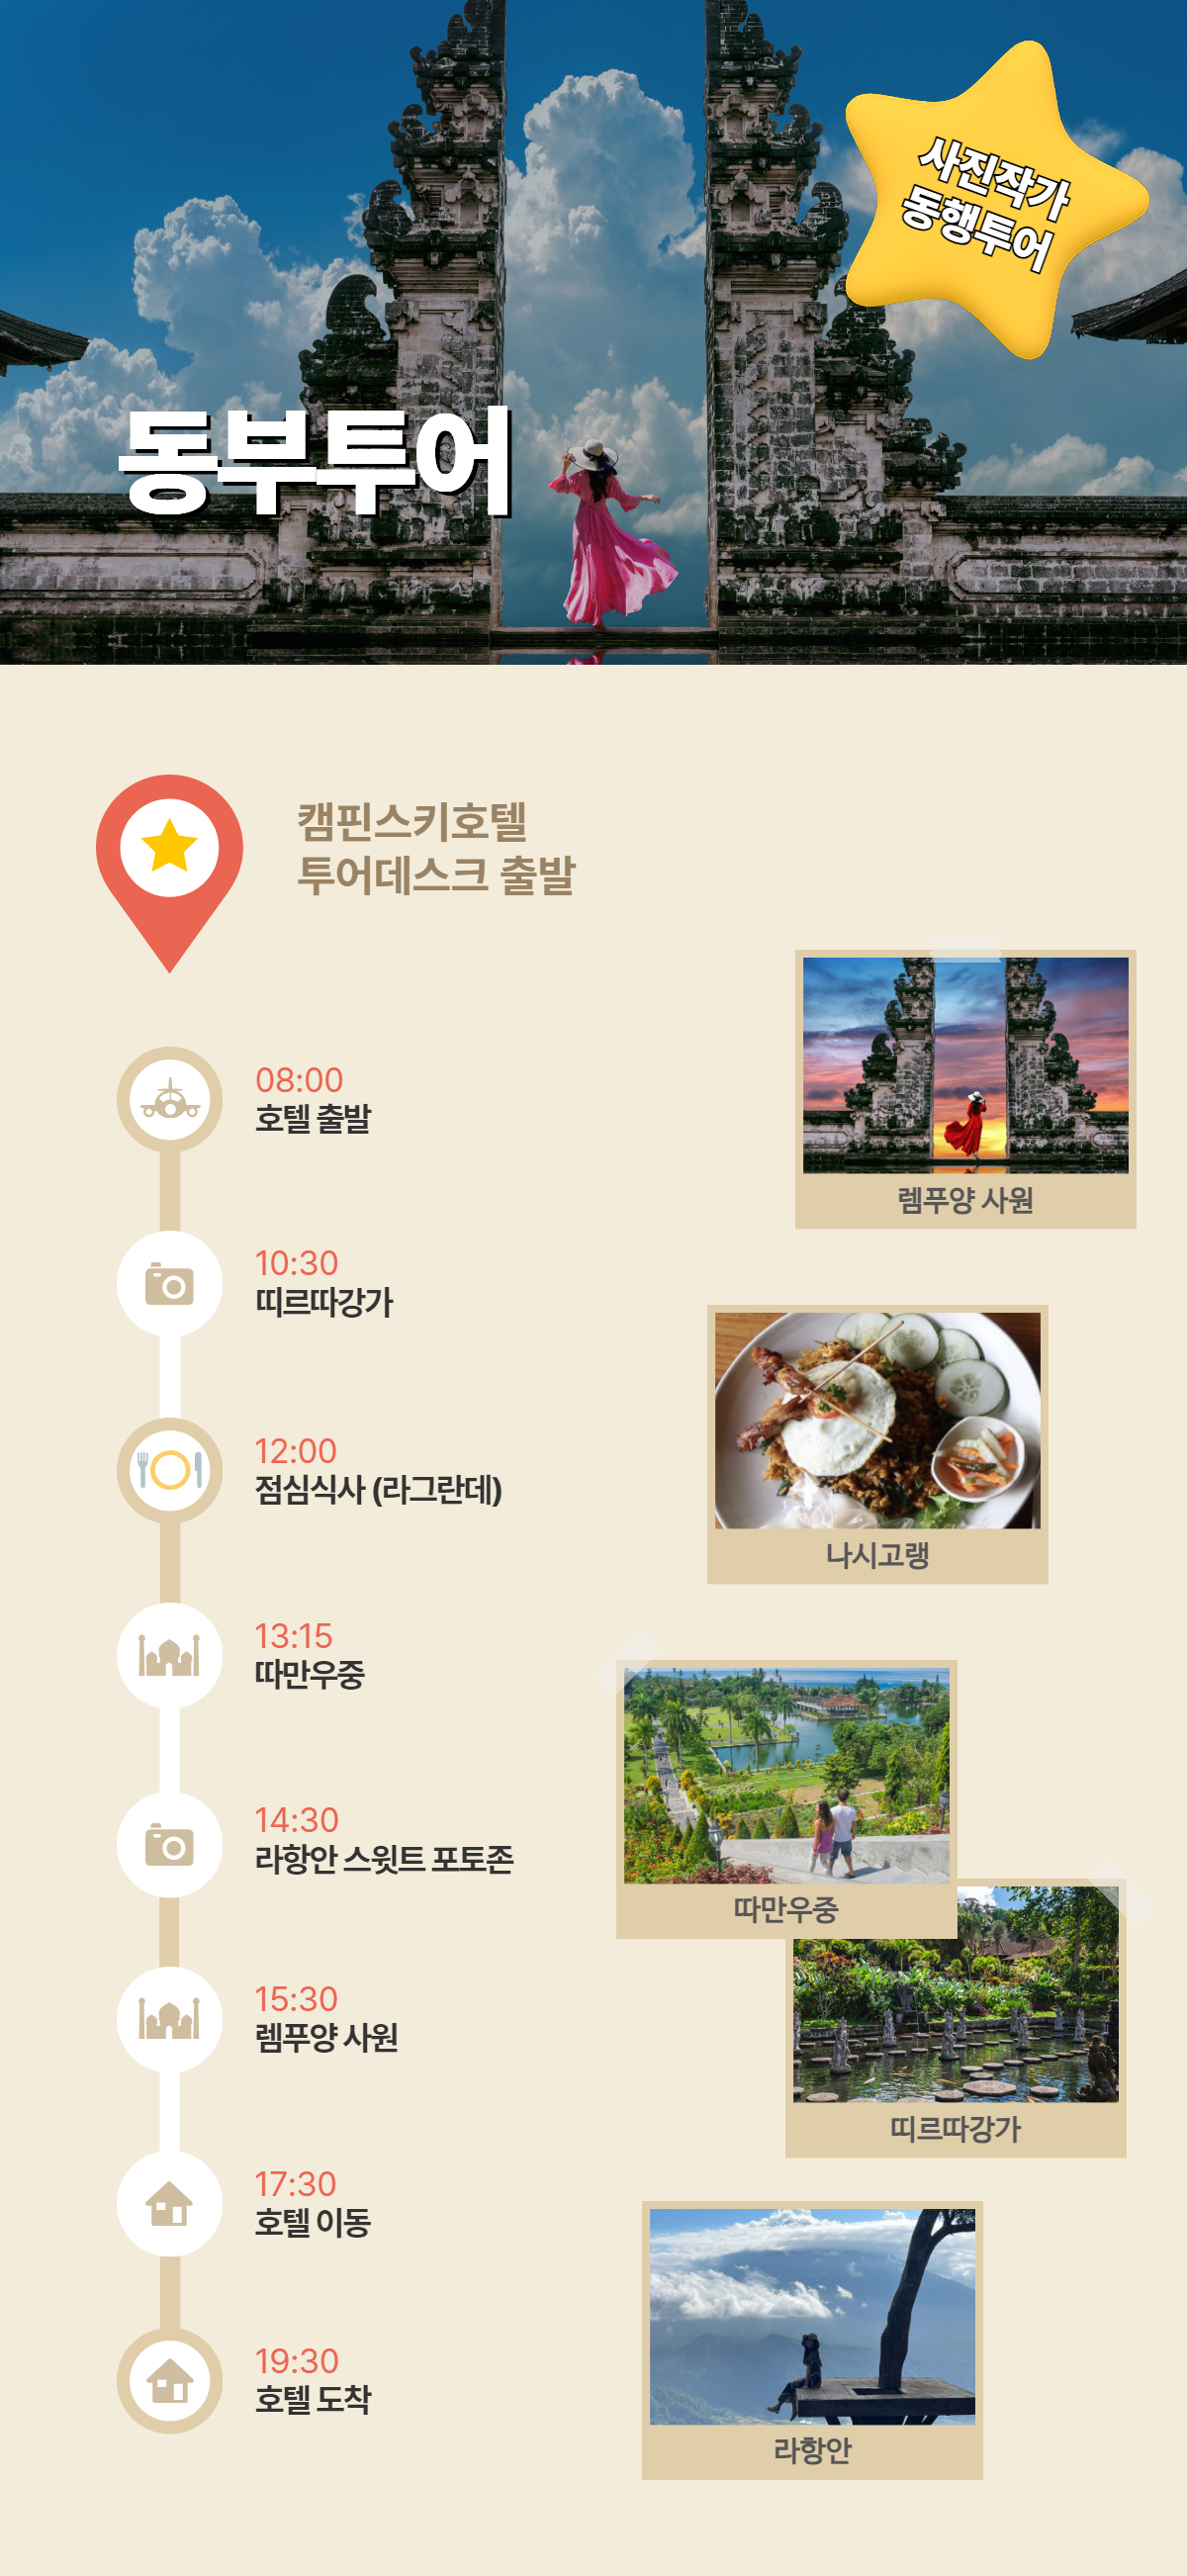 사진작가
동행투어
동부투어
캠핀스키호텔
투어데스크 출발
08:00
호텔 출발
10:30
띠르따강가
12:00
점심식사 (라그란데)
13:15
따만우중
14:30
라항안 스윗트 포토존
15:30
렘푸양 사원
17:30
호텔 이동
19:30
호텔 도착
렘푸양 사원
나시고랭
따만우중
띠르따강가
라항안